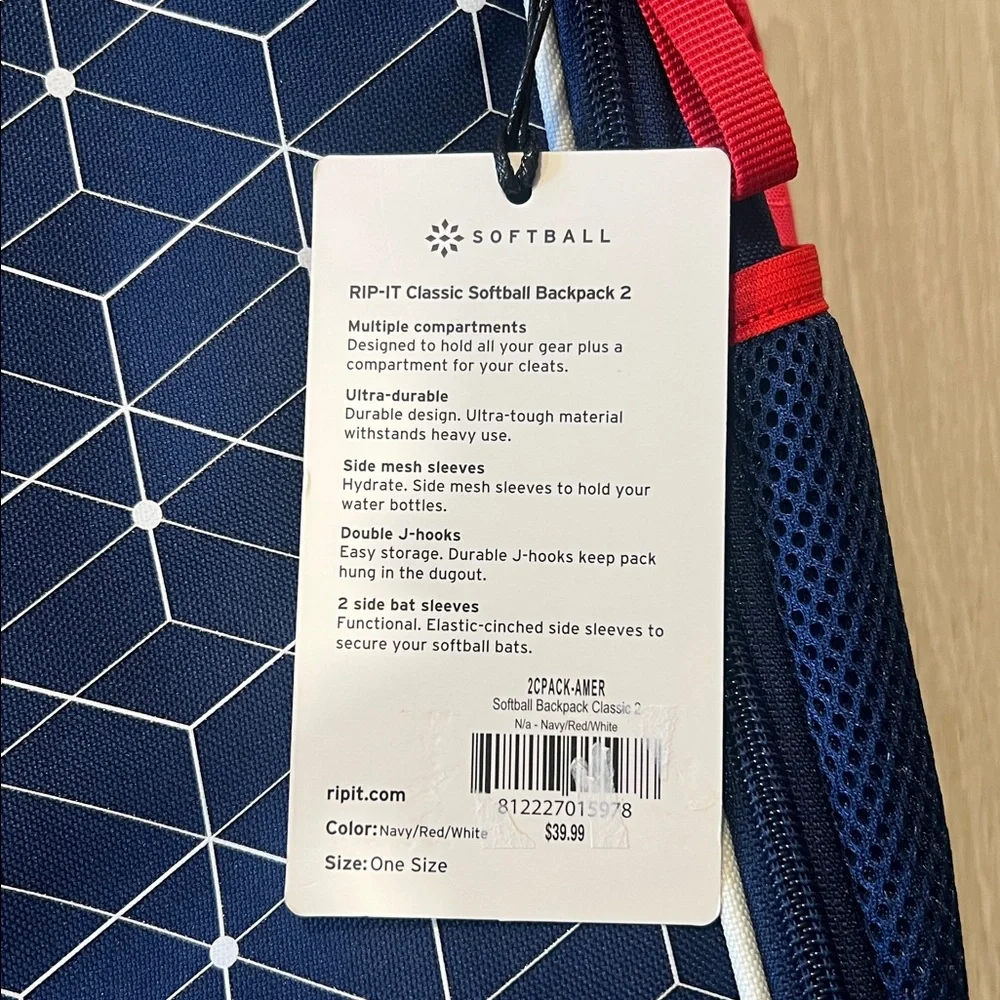 SOFTBALL
RIP-IT Classic Softball Backpack 2
Multiple compartments
Designed to hold all your gear plus a
compartment for your cleats.
Ultra-durable
Durable design. Ultra-tough material
withstands heavy use.
Side mesh sleeves
Hydrate. Side mesh sleeves to hold your
water bottles.
Double J-hooks
Easy storage. Durable J-hooks keep pack
hung in the dugout.
2 side bat sleeves
Functional. Elastic-cinched side sleeves to
secure your softball bats.
2CPACK-AMER
Softball Backpack Classic 2
N/a - Navy/Red/White
812227015978
$39.99
ripit.com
Color: Navy/Red/White
Size: One Size